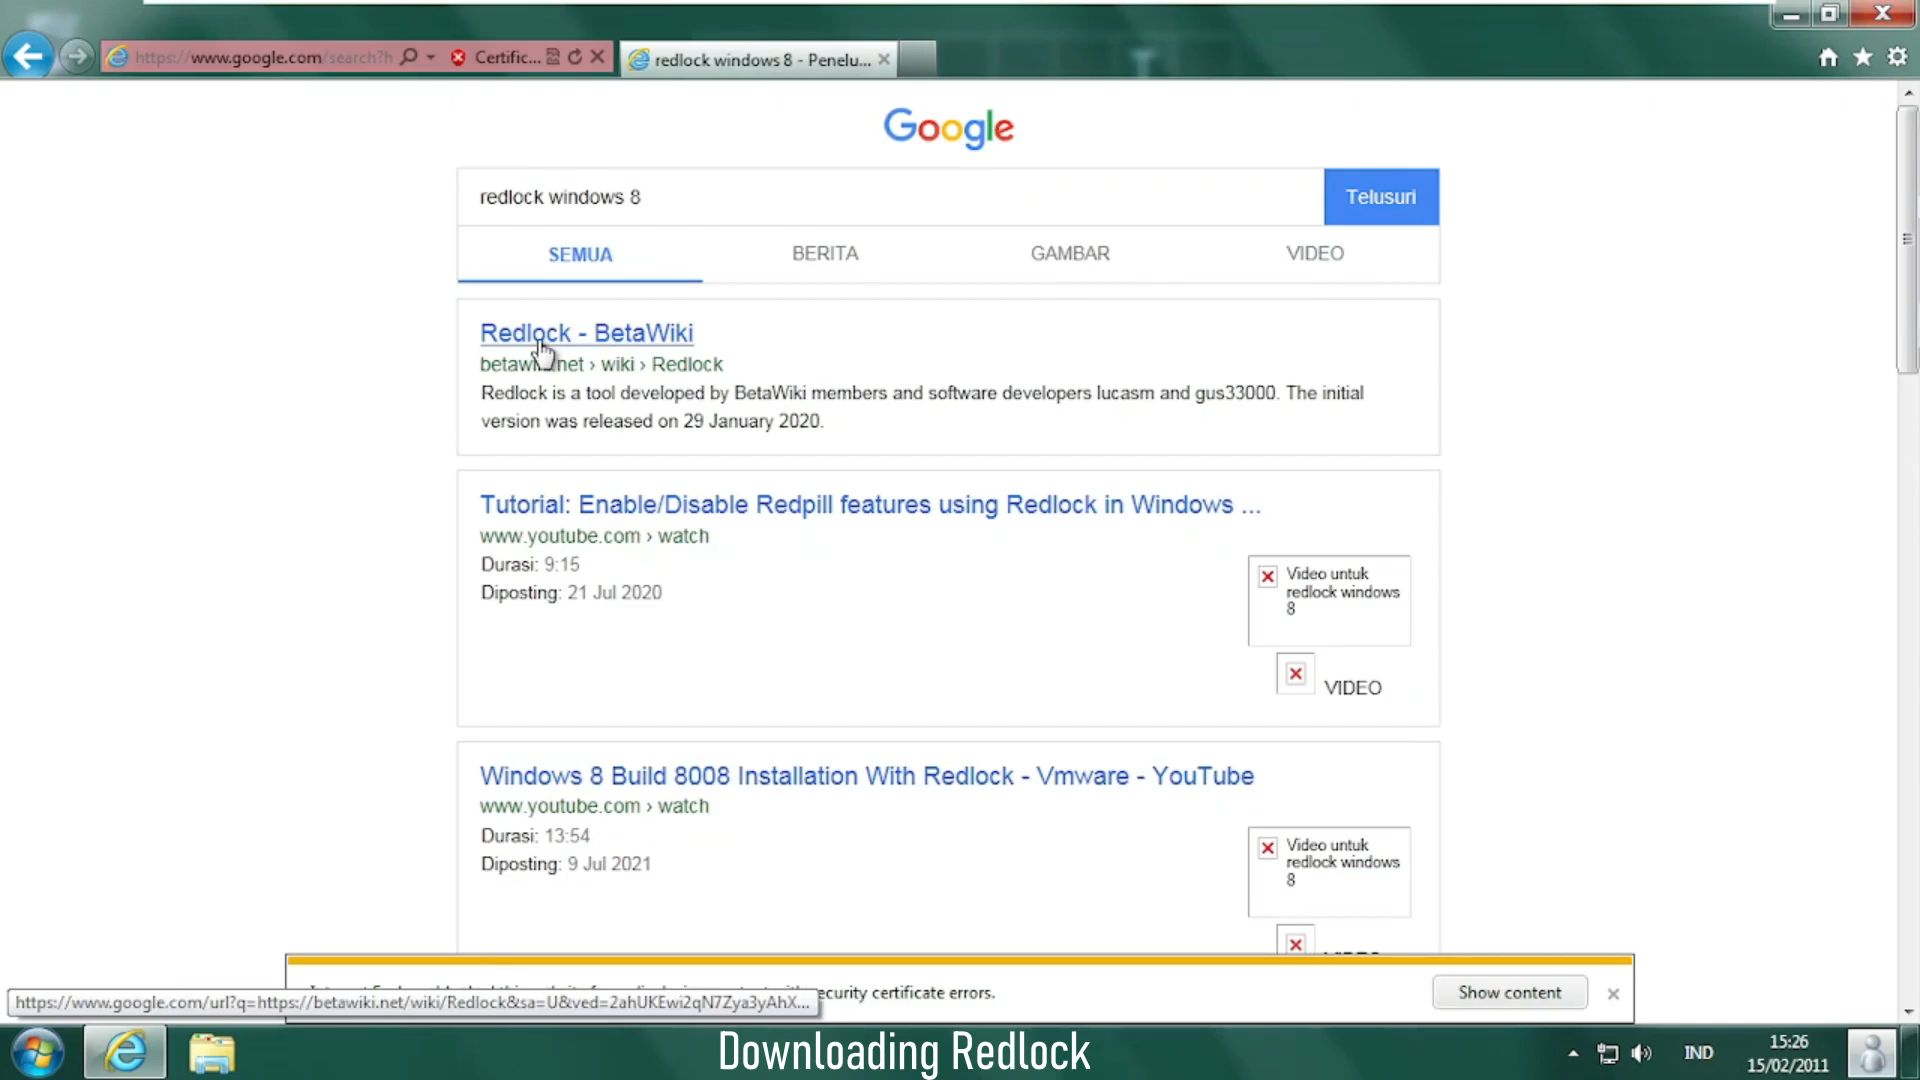 https://www.google.com/search?h
Certific...
redlock windows 8 - Penelu...
Google
redlock windows 8
Telusuri
SEMUA
BERITA
GAMBAR
VIDEO
Redlock - BetaWiki
net › wiki › Redlock
Redlock is a tool developed by BetaWiki members and software developers lucasm and gus33000. The initial
version was released on 29 January 2020.
Tutorial: Enable/Disable Redpill features using Redlock in Windows ...
www.youtube.com › watch
Durasi: 9:15
Diposting: 21 Jul 2020
Video untuk
redlock windows
8
VIDEO
Windows 8 Build 8008 Installation With Redlock - Vmware - YouTube
www.youtube.com › watch
Durasi: 13:54
Diposting: 9 Jul 2021
Video untuk
redlock windows
8
certificate errors.
Show content
https://www.google.com/url?q=https://betawiki.net/wiki/Redlock&sa=U&ved=2ahUKEwi2qN7Zya3yAhX...
Downloading Redlock
IND
15:26
15/02/2011